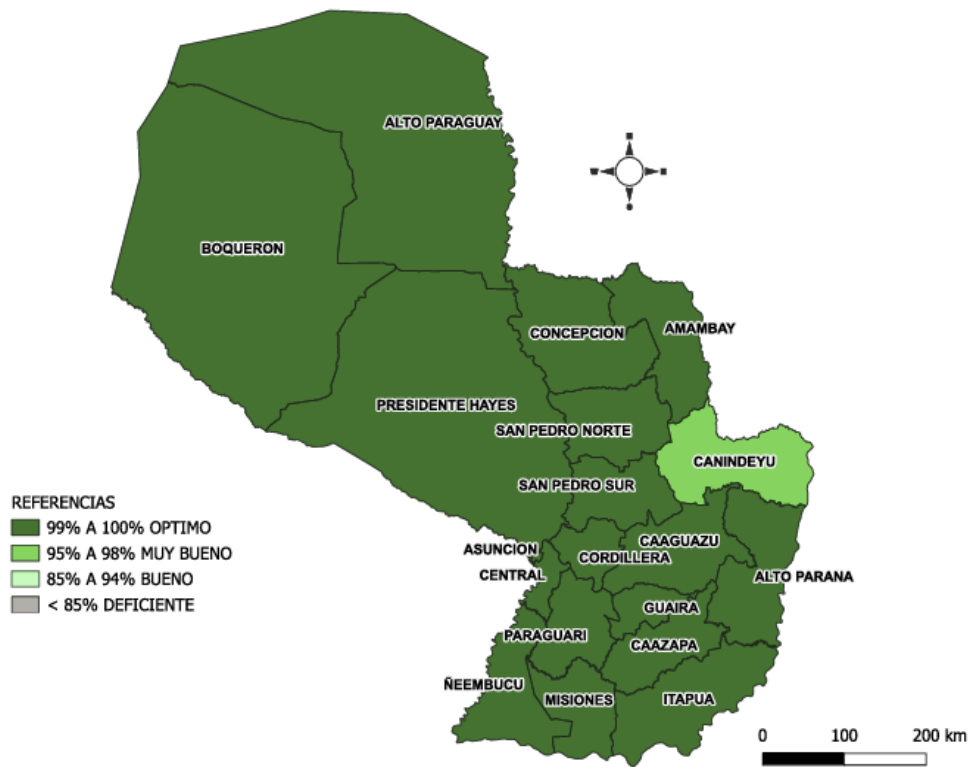 ALTO PARAGUAY
BOQUERON
CONCEPCION
AMAMBAY
PRESIDENTE HAYES
SAN PEDRO NORTE
CANINDEYU
SAN PEDRO SUR
REFERENCIAS
99% A 100% OPTIMO
95% A 98% MUY BUENO
85% A 94% BUENO
< 85% DEFICIENTE
ASUNCION
CENTRAL
CORDILLERA
CAAGUAZU
ALTO PARANA
GUAIRA
PARAGUARI
CAAZAPA
ÑEEMBUCU
MISIONES
ITAPUA
0 100 200 km